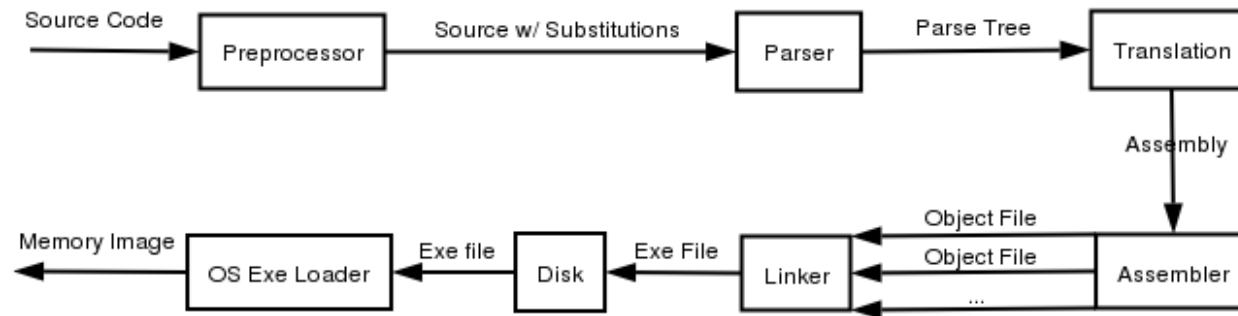 Source Code
Preprocessor
Source w/ Substitutions
Parser
Parse Tree
Translation
Assembly
Assembler
Object File
Object File
...
Linker
Exe File
Disk
Exe file
OS Exe Loader
Memory Image